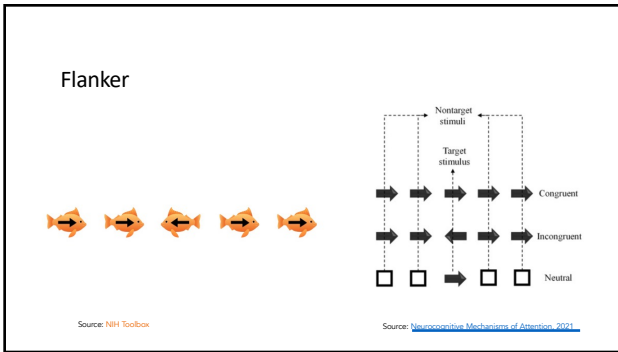 Flanker
Nontarget
stimuli
Target
stimulus
Congruent
Incongruent
Neutral
Source: NIH Toolbox
Source: Neurocognitive Mechanisms of Attention, 2021